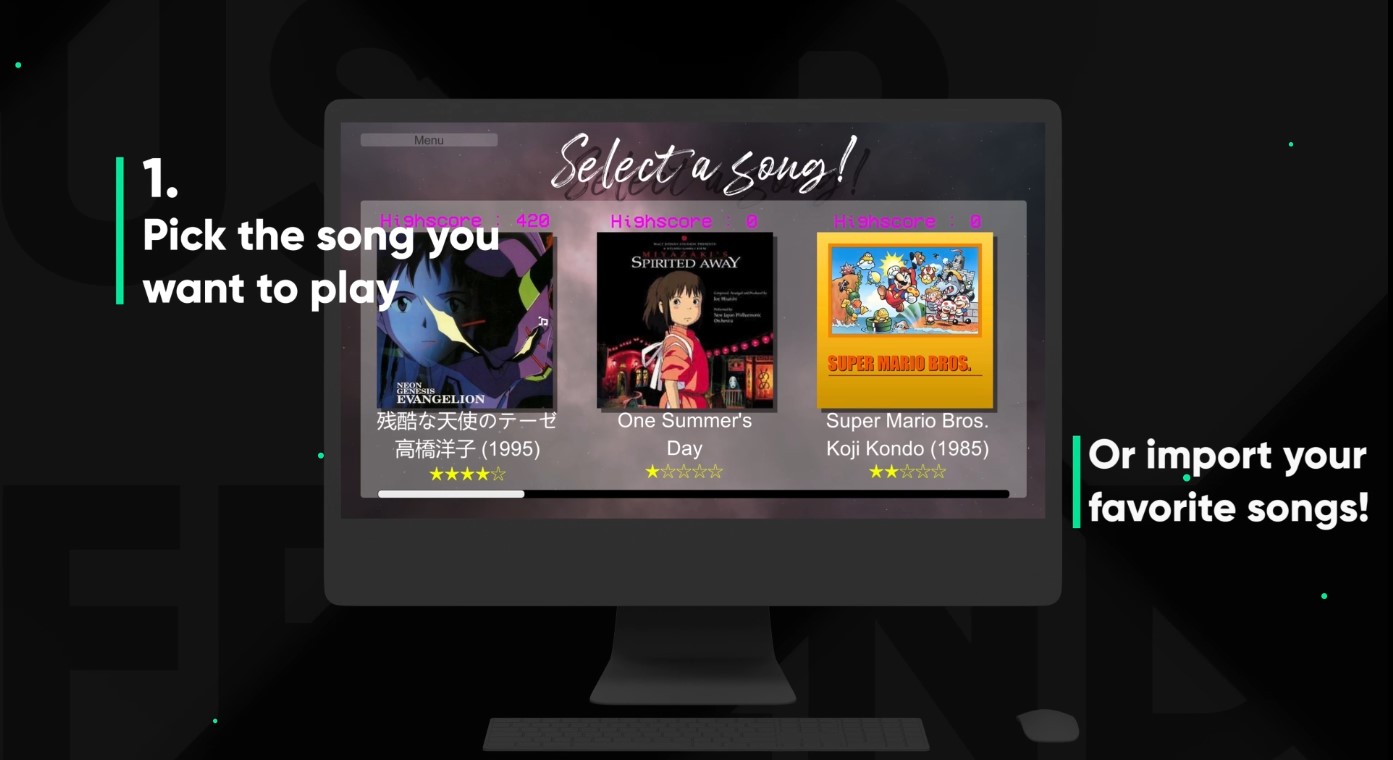 1.
Pick the song you
want to play
Menu
Select a song!
Highscore : 420
Highscore : 0
Highscore : 0
NEON
GENESIS
EVANGELION
MIYAZAKI'S
SPIRITED AWAY
SUPER MARIO BROS.
残酷な天使のテーゼ
高橋洋子 (1995)
★★★★☆
One Summer's
Day
★☆☆☆☆
Super Mario Bros.
Koji Kondo (1985)
★★☆☆☆
Or import your
favorite songs!